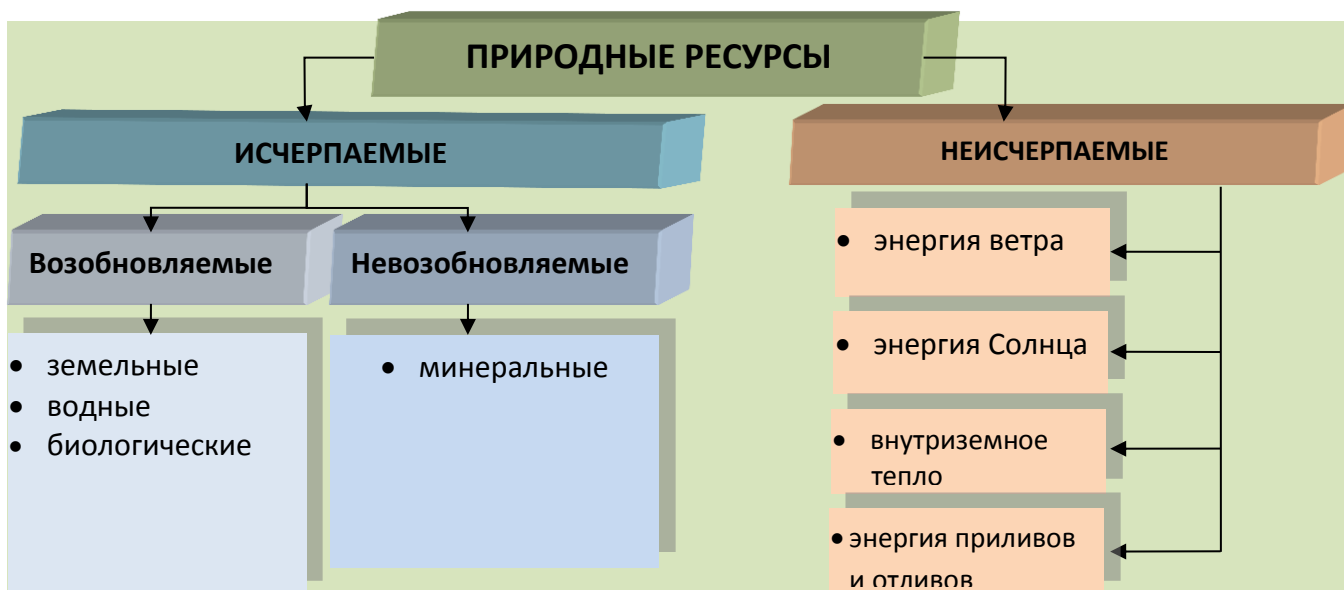 ПРИРОДНЫЕ РЕСУРСЫ
ИСЧЕРПАЕМЫЕ
НЕИСЧЕРПАЕМЫЕ
Возобновляемые
Невозобновляемые
• земельные
• водные
• биологические
• минеральные
• энергия ветра
• энергия Солнца
• внутриземное
тепло
• энергия приливов
и отливов